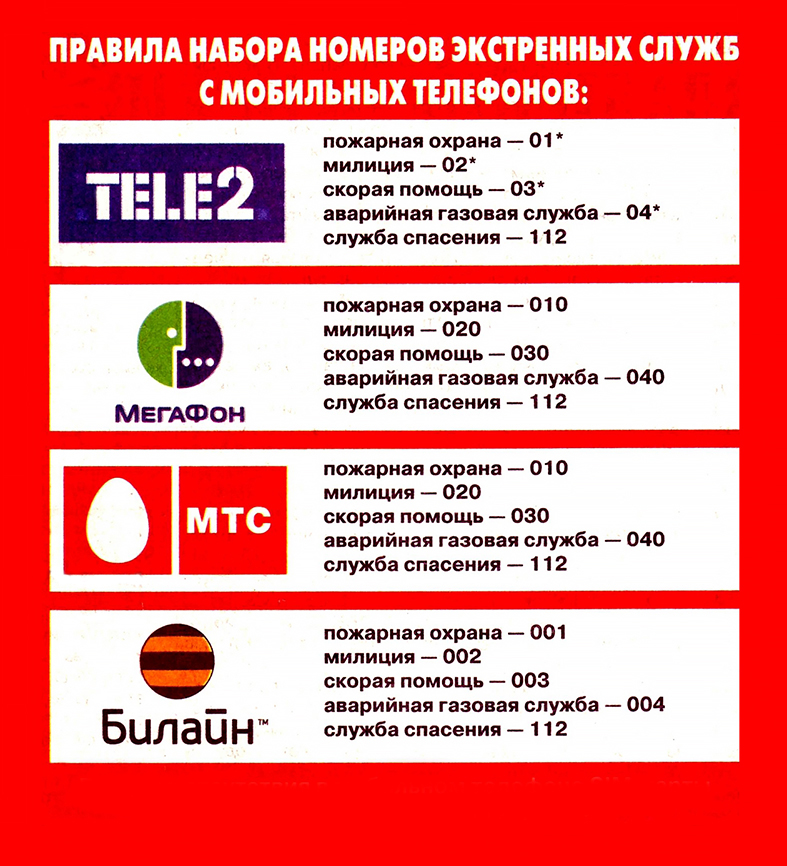 ПРАВИЛА НАБОРА НОМЕРОВ ЭКСТРЕННЫХ СЛУЖБ
С МОБИЛЬНЫХ ТЕЛЕФОНОВ:
TELE2
пожарная охрана — 01*
милиция — 02*
скорая помощь — 03*
аварийная газовая служба — 04*
служба спасения — 112
МЕГАФОН
пожарная охрана — 010
милиция — 020
скорая помощь — 030
аварийная газовая служба — 040
служба спасения — 112
МТС
пожарная охрана — 010
милиция — 020
скорая помощь — 030
аварийная газовая служба — 040
служба спасения — 112
Билайн™
пожарная охрана — 001
милиция — 002
скорая помощь — 003
аварийная газовая служба — 004
служба спасения — 112